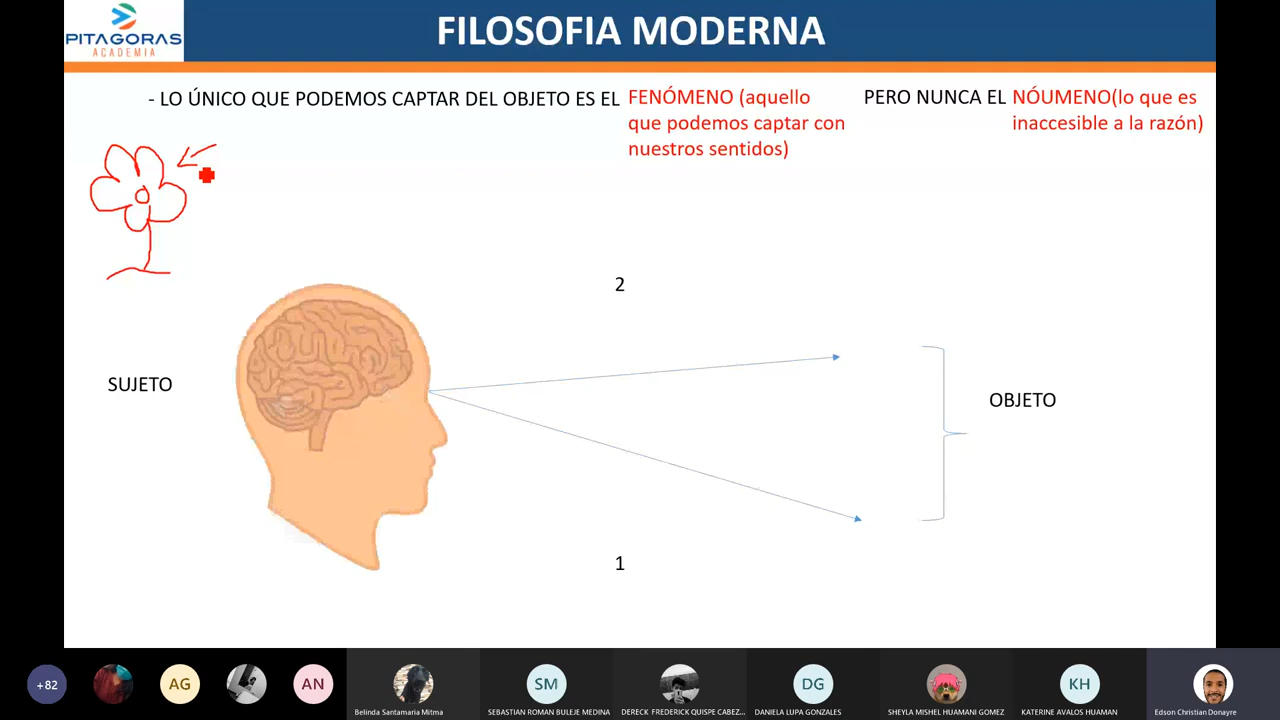 PITAGORAS
ACADEMIA
FILOSOFIA MODERNA
- LO ÚNICO QUE PODEMOS CAPTAR DEL OBJETO ES EL
FENÓMENO (aquello
que podemos captar con
nuestros sentidos)
PERO NUNCA EL
NÓUMENO(lo que es
inaccesible a la razón)
2
SUJETO
OBJETO
1
+82
AG
AN
Belinda Santamaria Mitma
SM
SEBASTIAN ROMAN BULEJE MEDINA
DERECK FREDERICK QUISPE CABEZ...
DG
DANIELA LUPA GONZALES
SHEYLA MISHEL HUAMANI GOMEZ
KH
KATERINE AVALOS HUAMAN
Edson Christian Donayre